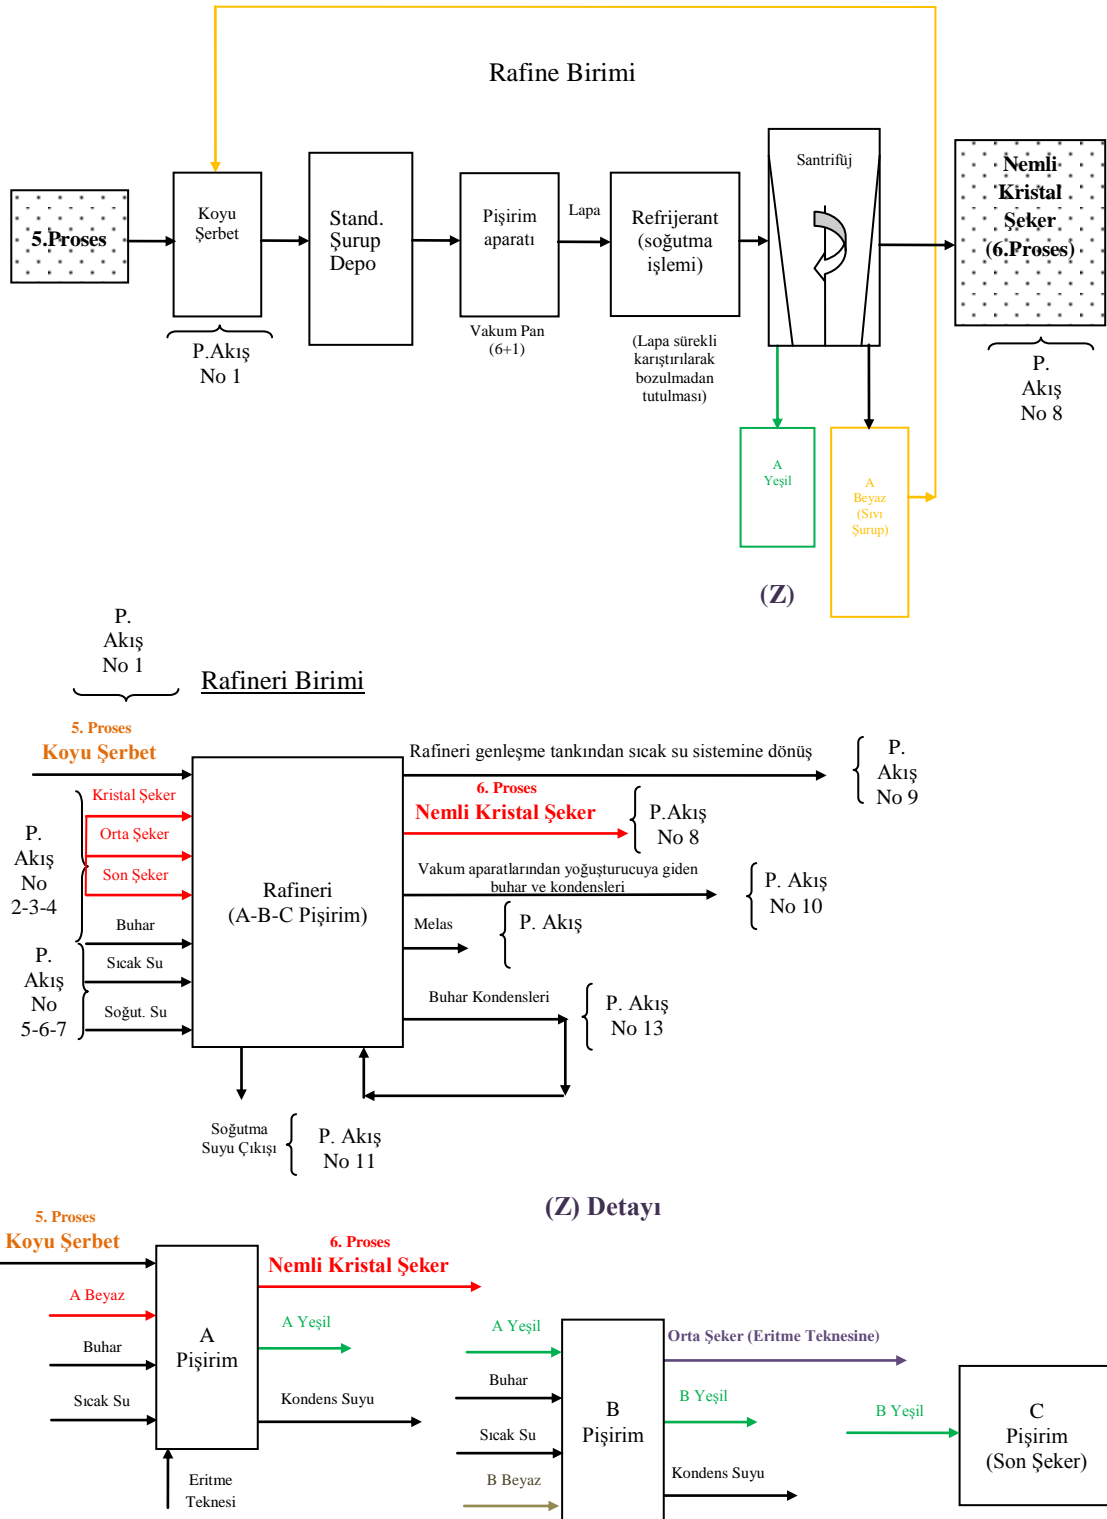 Rafine Birimi
5.Proses
Koyu
Şerbet
P.Akış
No 1
Stand.
Şurup
Depo
Pişirim
aparatı
Vakum Pan
(6+1)
Lapa
Refrijerant
(soğutma
işlemi)
(Lapa sürekli
karıştırılarak
bozulmadan
tutulması)
Santrifüj
Nemli
Kristal
Şeker
(6.Proses)
P.
Akış
No 8
A
Yeşil
A
Beyaz
(Sıvı
Şurup)
(Z)
P.
Akış
No 1
Rafineri Birimi
5. Proses
Koyu Şerbet
Kristal Şeker
Orta Şeker
Son Şeker
P.
Akış
No
2-3-4
Buhar
Sıcak Su
Soğut. Su
P.
Akış
No
5-6-7
Rafineri
(A-B-C Pişirim)
Rafineri genleşme tankından sıcak su sistemine dönüş
P.
Akış
No 9
6. Proses
Nemli Kristal Şeker
P.Akış
No 8
Vakum aparatlarından yoğuşturucuya giden
buhar ve kondensleri
P. Akış
No 10
Melas
P. Akış
Buhar Kondensleri
P. Akış
No 13
Soğutma
Suyu Çıkışı
P. Akış
No 11
(Z) Detayı
5. Proses
Koyu Şerbet
A Beyaz
Buhar
Sıcak Su
A
Pişirim
Eritme
Teknesi
6. Proses
Nemli Kristal Şeker
A Yeşil
Kondens Suyu
A Yeşil
Buhar
Sıcak Su
B Beyaz
B
Pişirim
Orta Şeker (Eritme Teknesine)
B Yeşil
Kondens Suyu
B Yeşil
C
Pişirim
(Son Şeker)